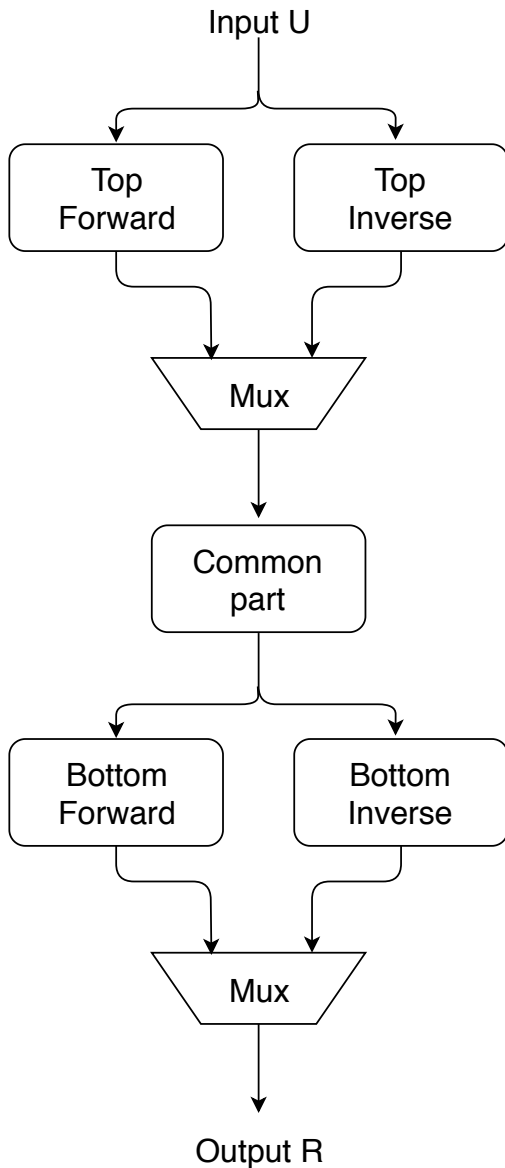 Input U
Top
Forward
Top
Inverse
Mux
Common
part
Bottom
Forward
Bottom
Inverse
Mux
Output R